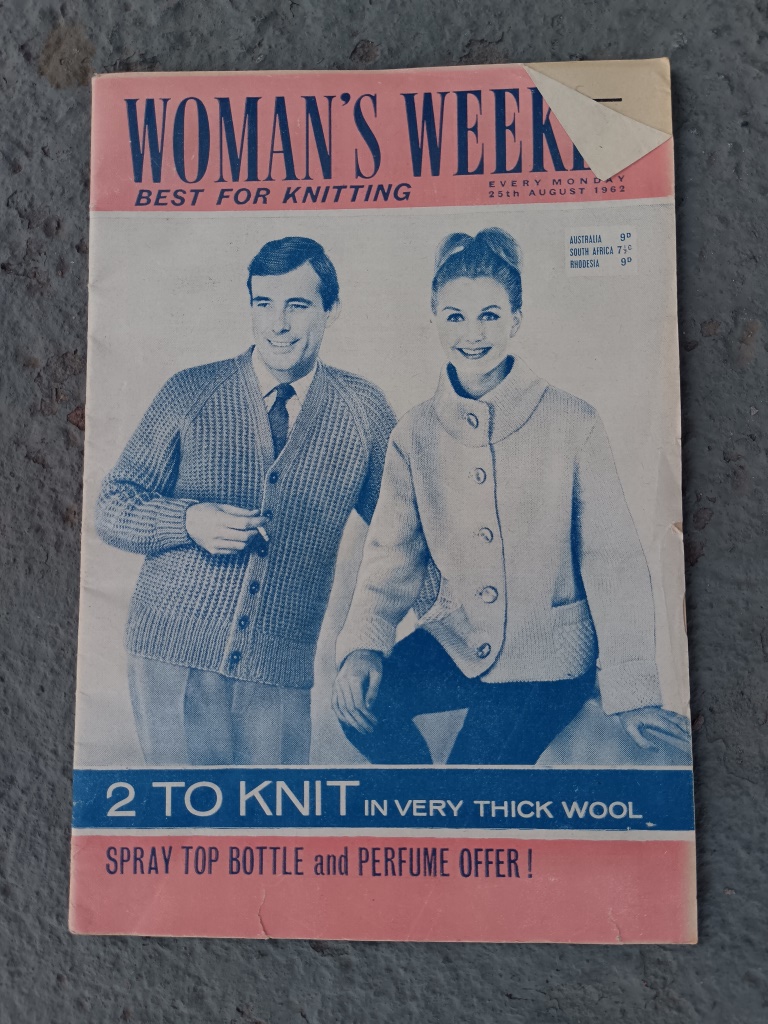 WOMAN'S WEEK
BEST FOR KNITTING
EVERY MONDAY
25th AUGUST 1962
AUSTRALIA 9D
SOUTH AFRICA 7½c
RHODESIA 9D
2 TO KNIT IN VERY THICK WOOL
SPRAY TOP BOTTLE and PERFUME OFFER!